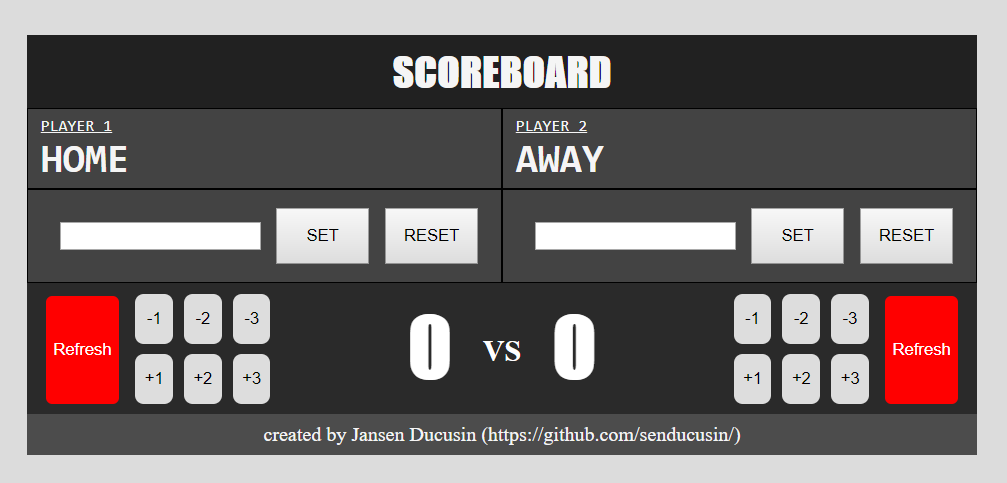 SCOREBOARD
PLAYER 1
HOME
PLAYER 2
AWAY
SET RESET
SET RESET
Refresh
-1 -2 -3
+1 +2 +3
0 VS 0
-1 -2 -3
+1 +2 +3
Refresh
created by Jansen Ducusin (https://github.com/senducusin/)